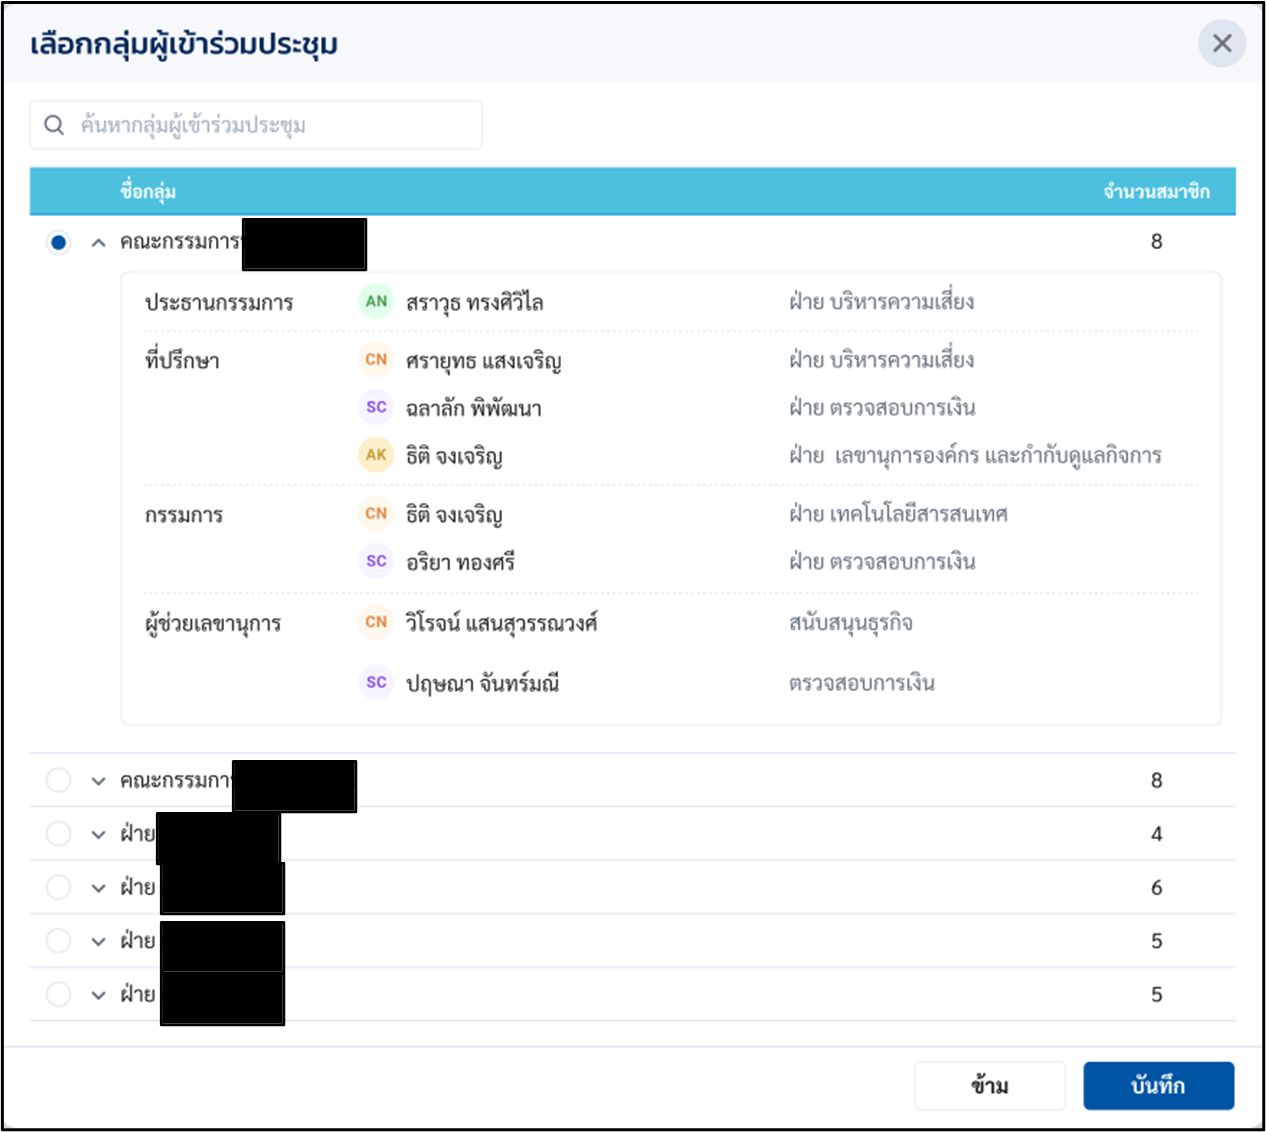 เลือกกลุ่มผู้เข้าร่วมประชุม
ค้นหากลุ่มผู้เข้าร่วมประชุม
ชื่อกลุ่ม จำนวนสมาชิก
คณะกรรมการ 8
ประธานกรรมการ AN สราวุธ ทรงศิวิไล ฝ่าย บริหารความเสี่ยง
ที่ปรึกษา CN ศรายุทธ แสงเจริญ ฝ่าย บริหารความเสี่ยง
SC ฉลาลัก พิพัฒนา ฝ่าย ตรวจสอบการเงิน
AK ธิติ จงเจริญ ฝ่าย เลขานุการองค์กร และกำกับดูแลกิจการ
กรรมการ CN ธิติ จงเจริญ ฝ่าย เทคโนโลยีสารสนเทศ
SC อริยา ทองศรี ฝ่าย ตรวจสอบการเงิน
ผู้ช่วยเลขานุการ CN วิโรจน์ แสนสุวรรณวงศ์ สนับสนุนธุรกิจ
SC ปฤษณา จันทร์มณี ตรวจสอบการเงิน
คณะกรรมการ 8
ฝ่าย 4
ฝ่าย 6
ฝ่าย 5
ฝ่าย 5
ข้าม บันทึก